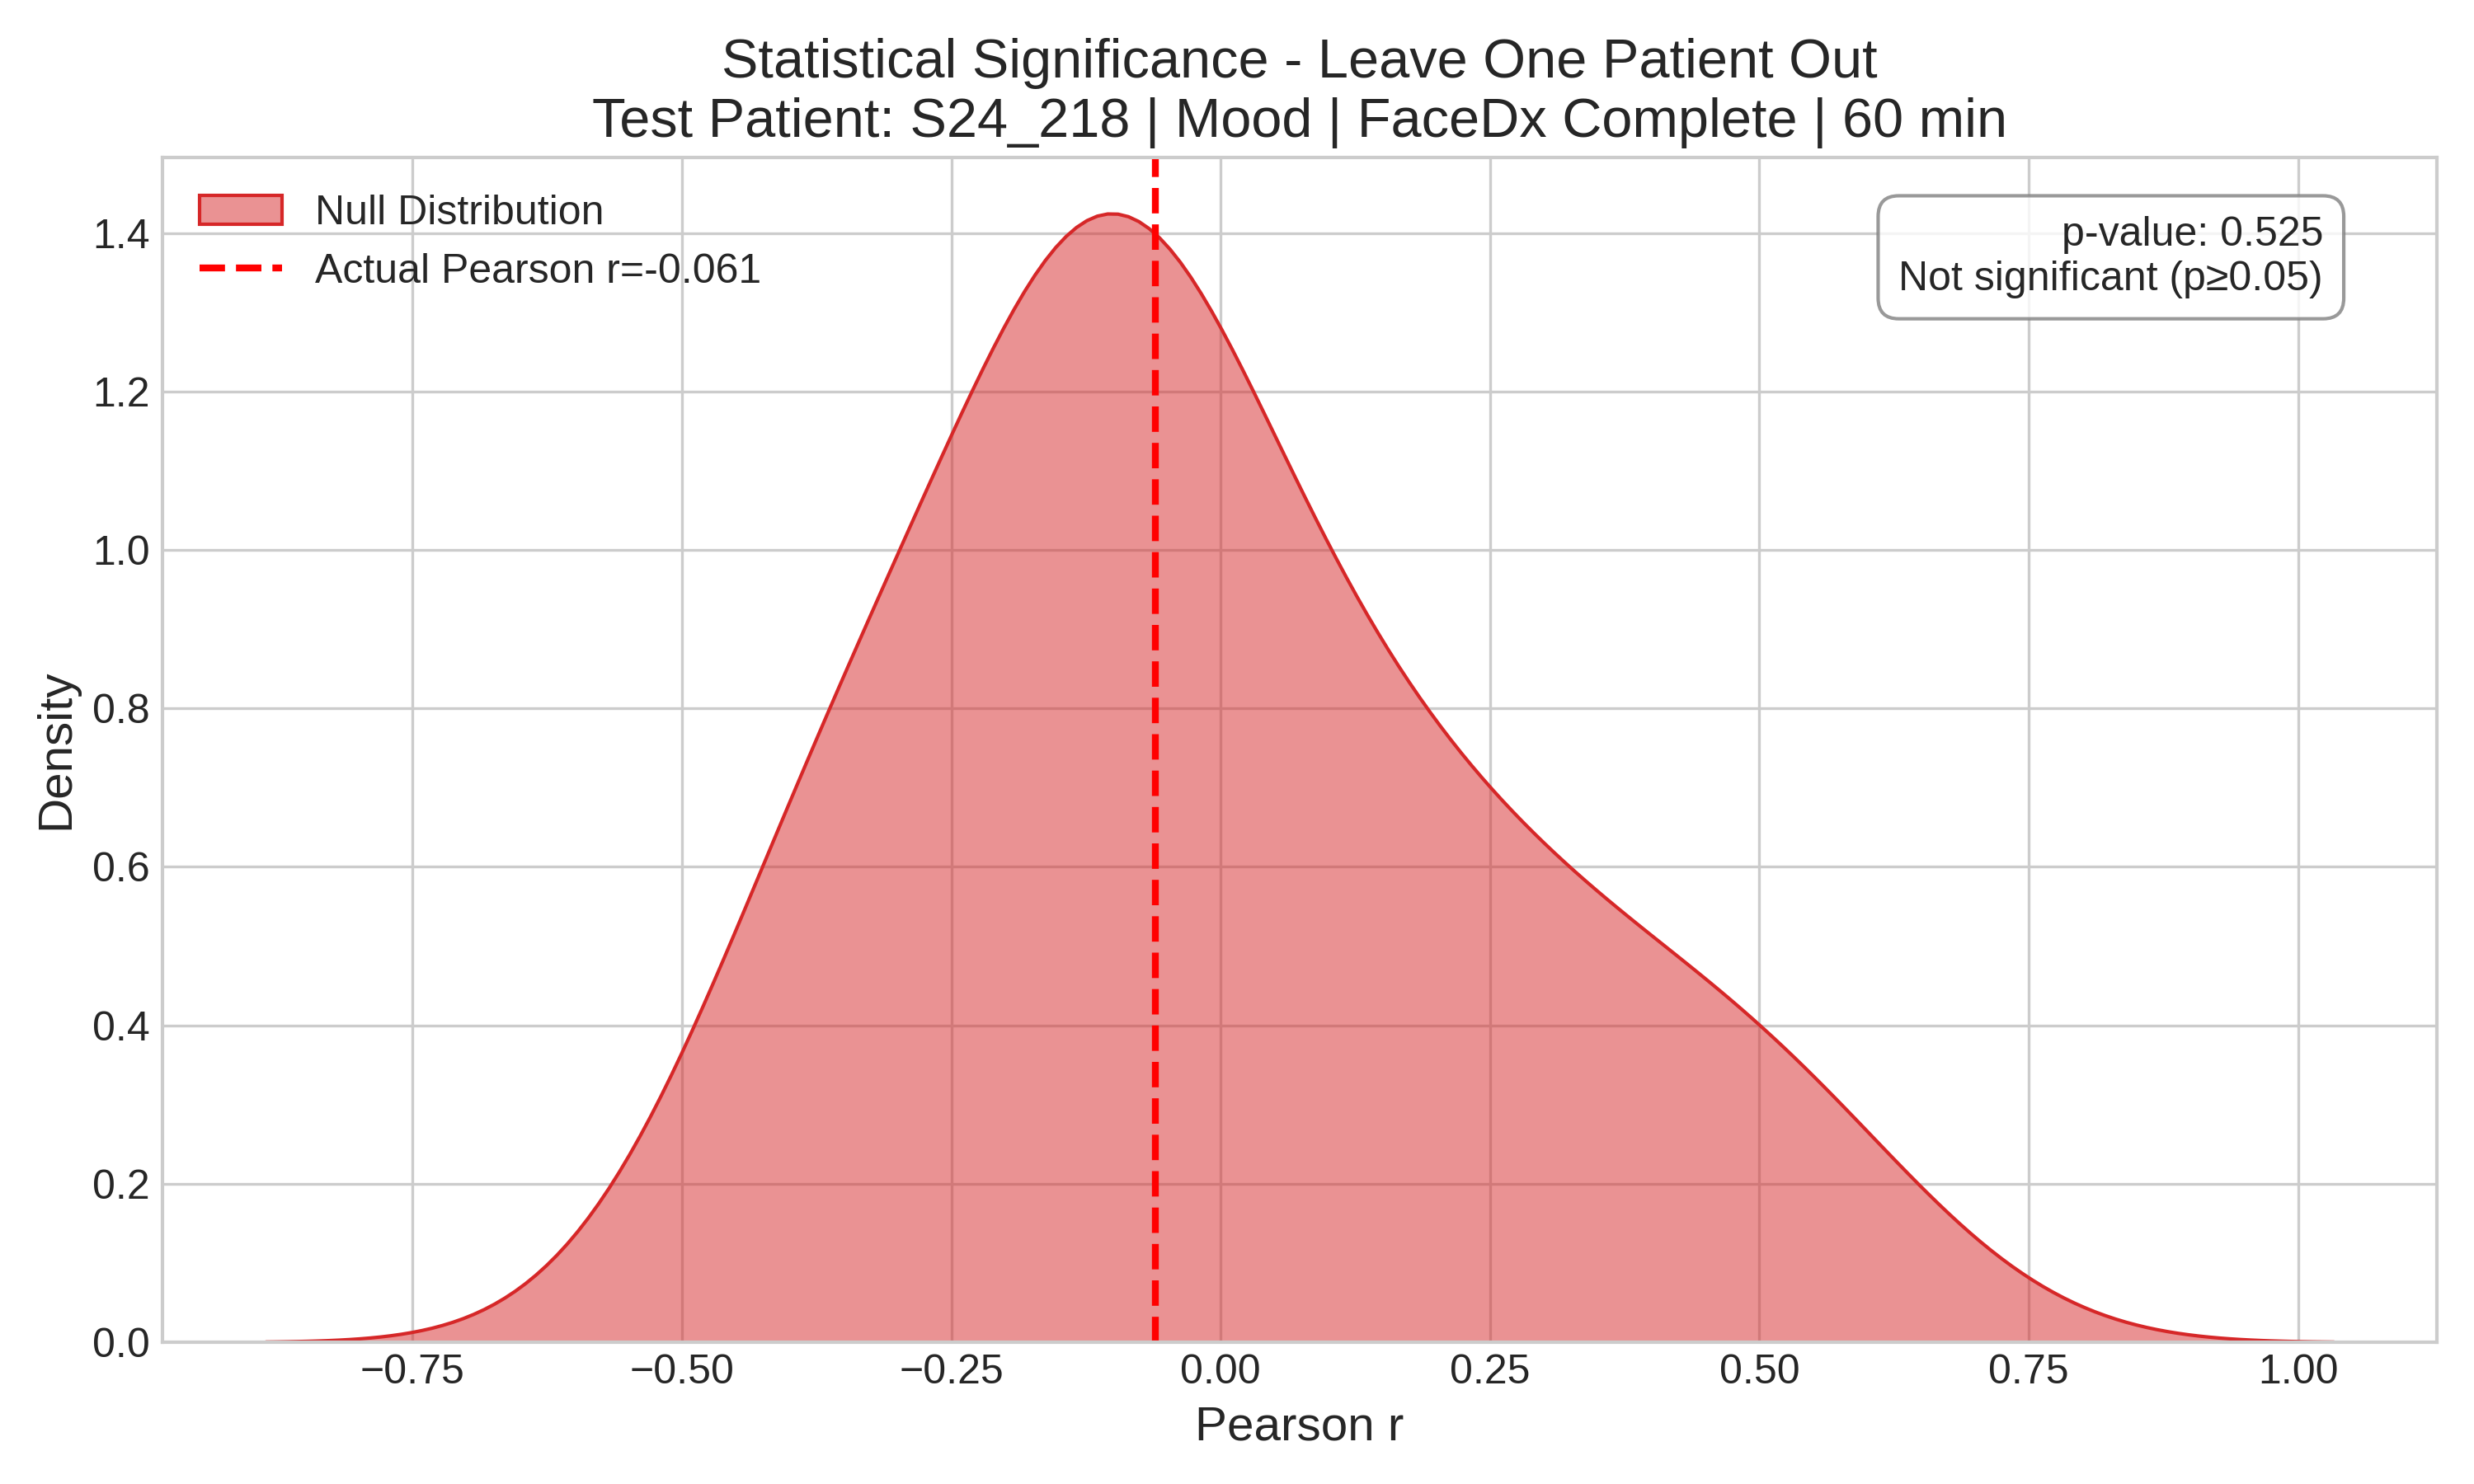 Statistical Significance - Leave One Patient Out
Test Patient: S24_218 | Mood | FaceDx Complete | 60 min
Null Distribution
Actual Pearson r=-0.061
p-value: 0.525
Not significant (p≥0.05)
Density
1.4
1.2
1.0
0.8
0.6
0.4
0.2
0.0
−0.75
−0.50
−0.25
0.00
0.25
0.50
0.75
1.00
Pearson r